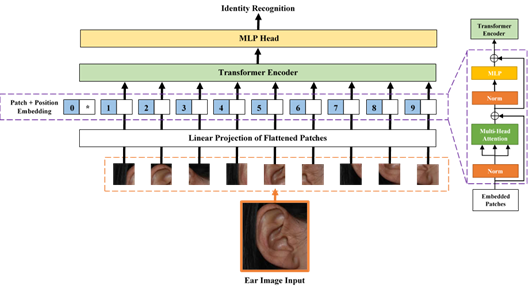 Identity Recognition
MLP Head
Transformer Encoder
Patch + Position
Embedding
0 * 1 2 3 4 5 6 7 8 9
Linear Projection of Flattened Patches
Ear Image Input
Transformer
Encoder
MLP
Norm
Multi-Head
Attention
Norm
Embedded
Patches